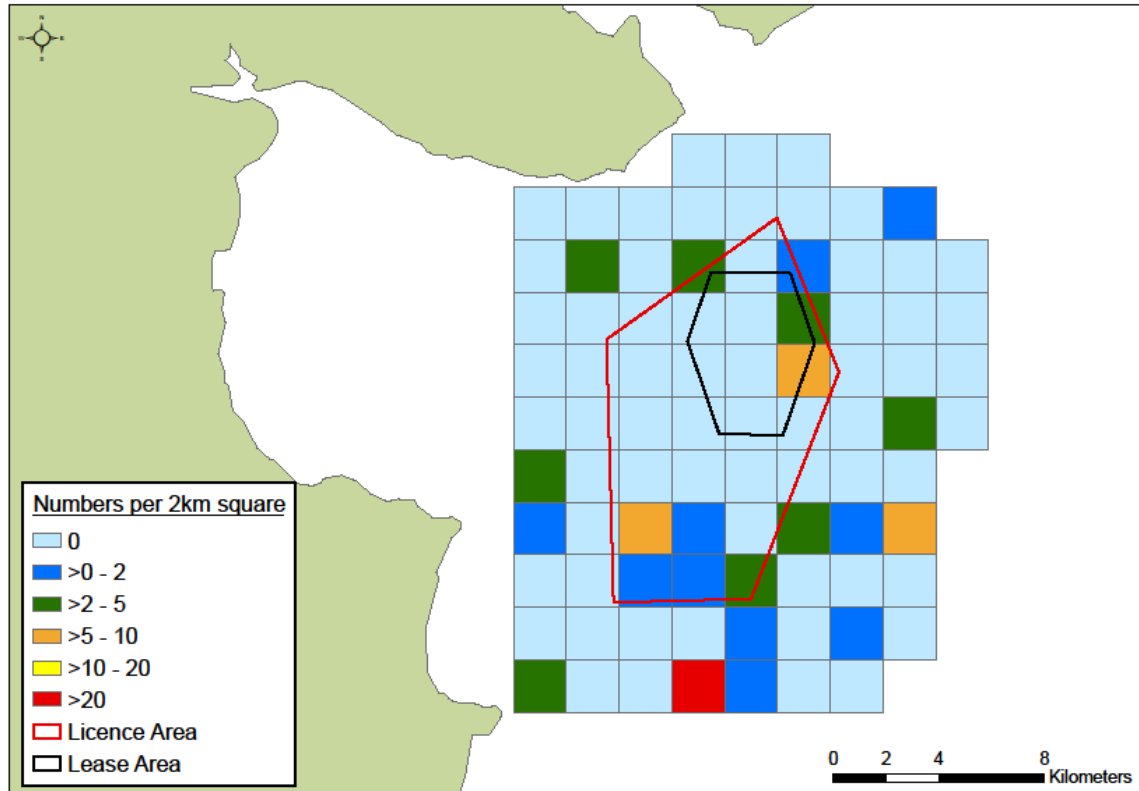 N
W
E
S
Numbers per 2km square
0
>0 - 2
>2 - 5
>5 - 10
>10 - 20
>20
Licence Area
Lease Area
0 2 4 8
Kilometers